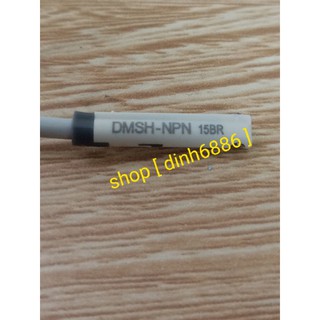 DMSH-NPN 15BR
shop [ dinh6886 ]